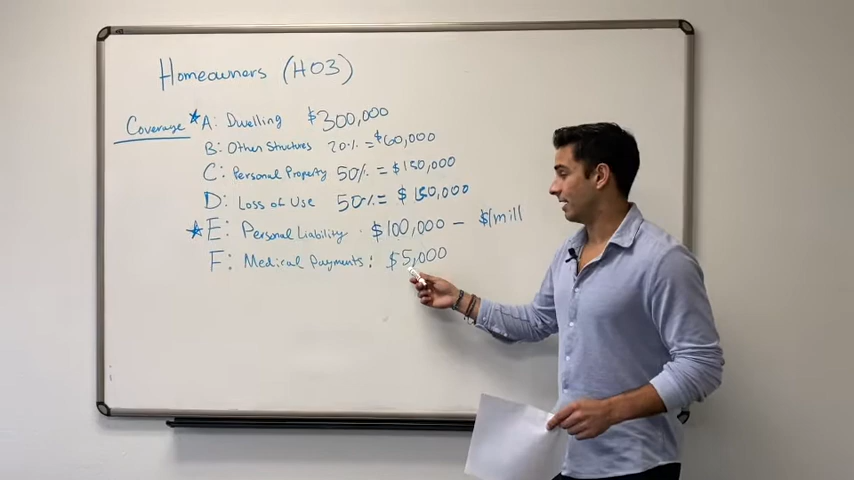 Homeowners (HO3)
Coverage ★A: Dwelling $300,000
B: Other Structures 20% = $60,000
C: Personal Property 50% = $150,000
D: Loss of Use 50% = $150,000
★E: Personal Liability $100,000 - $1mill
F: Medical Payments: $5,000